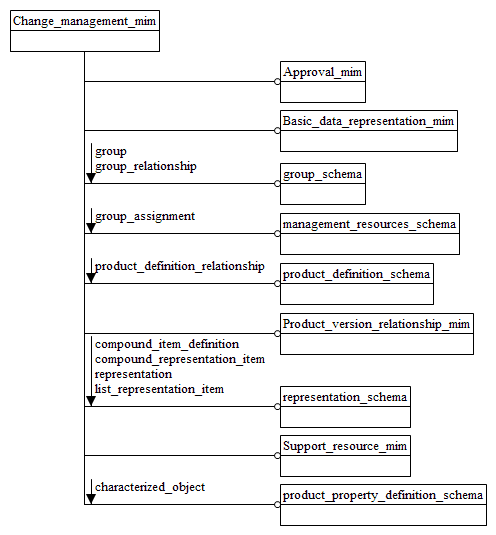 Change_management_mim
Approval_mim
Basic_data_representation_mim
group
group_relationship
group_schema
group_assignment
management_resources_schema
product_definition_relationship
product_definition_schema
Product_version_relationship_mim
compound_item_definition
compound_representation_item
representation
list_representation_item
representation_schema
Support_resource_mim
characterized_object
product_property_definition_schema